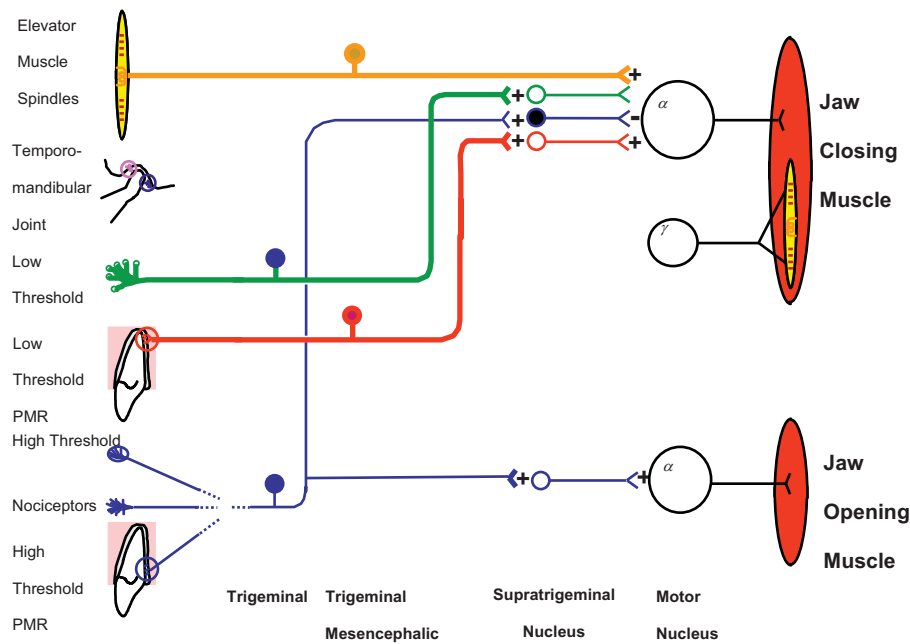 Elevator
Muscle
Spindles
Temporo-
mandibular
Joint
Low
Threshold
Low
Threshold
PMR
High Threshold
Nociceptors
High
Threshold
PMR
+
+
+
-
+
+
α
γ
Jaw
Closing
Muscle
+
+
α
Jaw
Opening
Muscle
Trigeminal
Trigeminal
Mesencephalic
Supratrigeminal
Nucleus
Motor
Nucleus